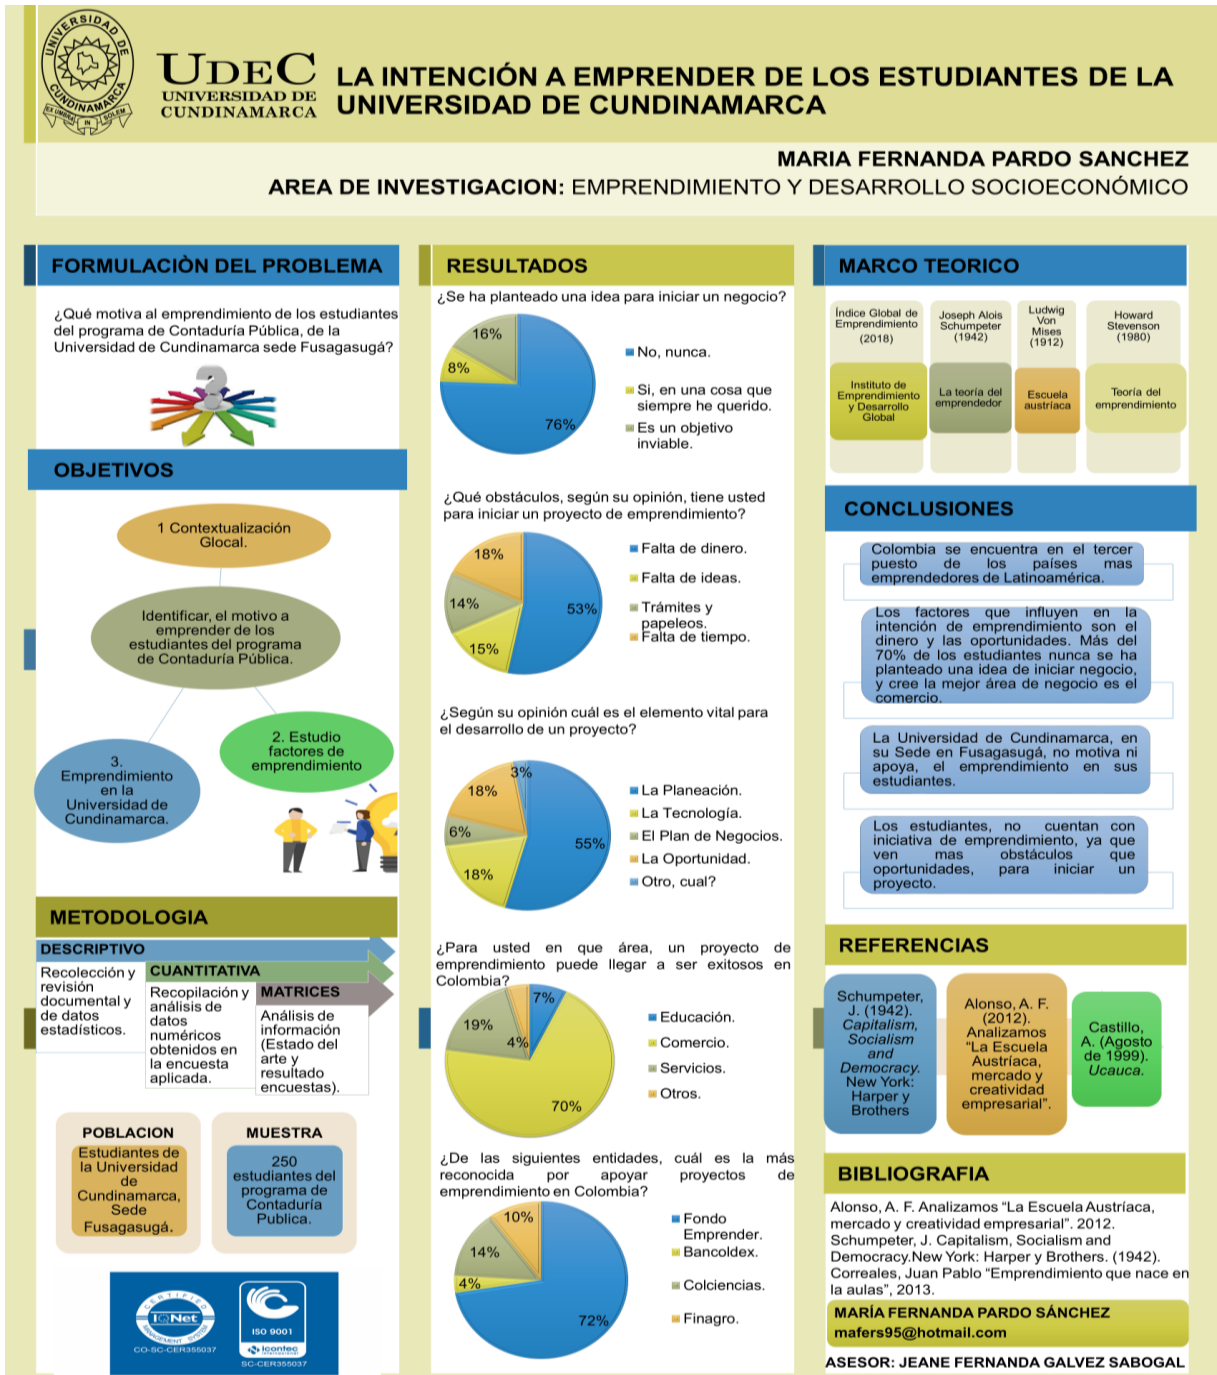 UNIVERSIDAD DE CUNDINAMARCA
EX UMBRA IN SOLEM
UDEC
UNIVERSIDAD DE
CUNDINAMARCA
LA INTENCIÓN A EMPRENDER DE LOS ESTUDIANTES DE LA
UNIVERSIDAD DE CUNDINAMARCA
MARIA FERNANDA PARDO SANCHEZ
AREA DE INVESTIGACION: EMPRENDIMIENTO Y DESARROLLO SOCIOECONÓMICO
FORMULACIÒN DEL PROBLEMA
¿Qué motiva al emprendimiento de los estudiantes
del programa de Contaduría Pública, de la
Universidad de Cundinamarca sede Fusagasugá?
OBJETIVOS
1 Contextualización
Glocal.
Identificar, el motivo a
emprender de los
estudiantes del programa
de Contaduría Pública.
2. Estudio
factores de
emprendimiento
3.
Emprendimiento
en la
Universidad de
Cundinamarca.
METODOLOGIA
DESCRIPTIVO
Recolección y
revisión
documental y
de datos
estadísticos.
CUANTITATIVA
Recopilación y
análisis de
datos
numéricos
obtenidos en
la encuesta
aplicada.
MATRICES
Análisis de
información
(Estado del
arte y
resultado
encuestas).
POBLACION
Estudiantes de
la Universidad
de
Cundinamarca,
Sede
Fusagasugá.
MUESTRA
250
estudiantes del
programa de
Contaduría
Publica.
CERTIFIED
IQNet
MANAGEMENT SYSTEM
CO-SC-CER355037
ISO 9001
icontec
internacional
SC-CER355037
RESULTADOS
¿Se ha planteado una idea para iniciar un negocio?
16%
8%
76%
No, nunca.
Si, en una cosa que
siempre he querido.
Es un objetivo
inviable.
¿Qué obstáculos, según su opinión, tiene usted
para iniciar un proyecto de emprendimiento?
18%
14%
15%
53%
Falta de dinero.
Falta de ideas.
Trámites y
papeleos.
Falta de tiempo.
¿Según su opinión cuál es el elemento vital para
el desarrollo de un proyecto?
3%
18%
6%
18%
55%
La Planeación.
La Tecnología.
El Plan de Negocios.
La Oportunidad.
Otro, cual?
¿Para usted en que área, un proyecto de
emprendimiento puede llegar a ser exitosos en
Colombia?
7%
19%
4%
70%
Educación.
Comercio.
Servicios.
Otros.
¿De las siguientes entidades, cuál es la más
reconocida por apoyar proyectos de
emprendimiento en Colombia?
10%
14%
4%
72%
Fondo
Emprender.
Bancoldex.
Colciencias.
Finagro.
MARCO TEORICO
Índice Global de
Emprendimiento
(2018)
Instituto de
Emprendimiento
y Desarrollo
Global
Joseph Alois
Schumpeter
(1942)
La teoría del
emprendedor
Ludwig
Von
Mises
(1912)
Escuela
austríaca
Howard
Stevenson
(1980)
Teoría del
emprendimiento
CONCLUSIONES
Colombia se encuentra en el tercer
puesto de los países mas
emprendedores de Latinoamérica.
Los factores que influyen en la
intención de emprendimiento son el
dinero y las oportunidades. Más del
70% de los estudiantes nunca se ha
planteado una idea de iniciar negocio,
y cree la mejor área de negocio es el
comercio.
La Universidad de Cundinamarca, en
su Sede en Fusagasugá, no motiva ni
apoya, el emprendimiento en sus
estudiantes.
Los estudiantes, no cuentan con
iniciativa de emprendimiento, ya que
ven mas obstáculos que
oportunidades, para iniciar un
proyecto.
REFERENCIAS
Schumpeter,
J. (1942).
Capitalism,
Socialism
and
Democracy.
New York:
Harper y
Brothers
Alonso, A. F.
(2012).
Analizamos
“La Escuela
Austríaca,
mercado y
creatividad
empresarial”.
Castillo,
A. (Agosto
de 1999).
Ucauca.
BIBLIOGRAFIA
Alonso, A. F. Analizamos “La Escuela Austríaca,
mercado y creatividad empresarial”. 2012.
Schumpeter, J. Capitalism, Socialism and
Democracy.New York: Harper y Brothers. (1942).
Correales, Juan Pablo “Emprendimiento que nace en
la aulas”, 2013.
MARÍA FERNANDA PARDO SÁNCHEZ
mafers95@hotmail.com
ASESOR: JEANE FERNANDA GALVEZ SABOGAL